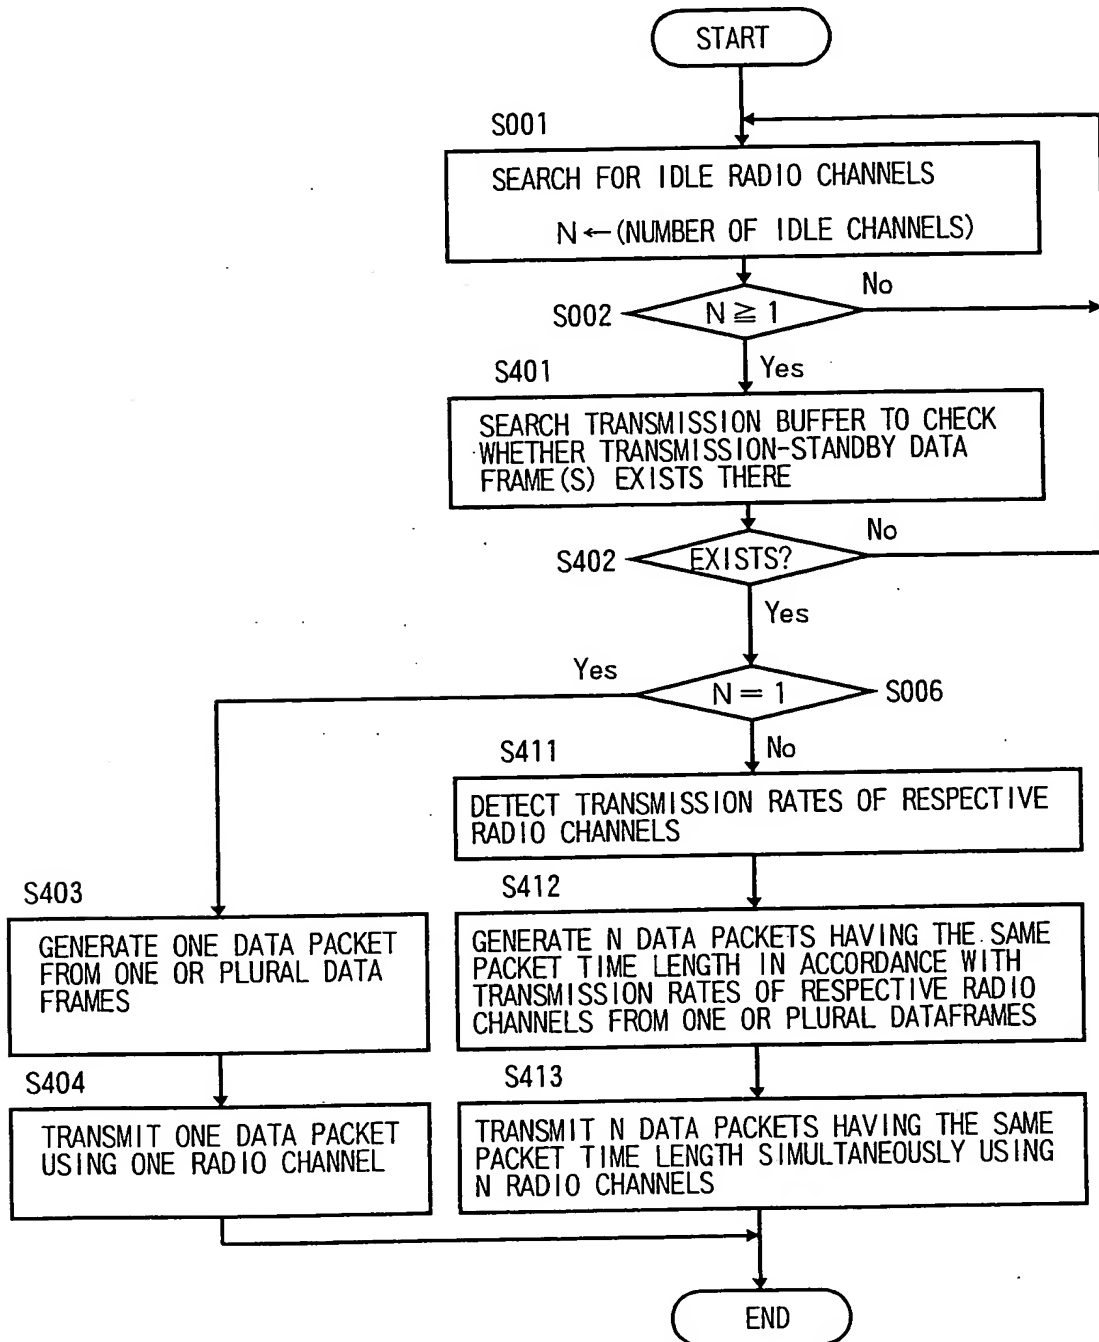 START
S001
SEARCH FOR IDLE RADIO CHANNELS
N ← (NUMBER OF IDLE CHANNELS)
No
S002
N ≧ 1
Yes
S401
SEARCH TRANSMISSION BUFFER TO CHECK
WHETHER TRANSMISSION-STANDBY DATA
FRAME(S) EXISTS THERE
No
S402
EXISTS?
Yes
Yes
N = 1
S006
No
S411
DETECT TRANSMISSION RATES OF RESPECTIVE
RADIO CHANNELS
S403
GENERATE ONE DATA PACKET
FROM ONE OR PLURAL DATA
FRAMES
S412
GENERATE N DATA PACKETS HAVING THE SAME
PACKET TIME LENGTH IN ACCORDANCE WITH
TRANSMISSION RATES OF RESPECTIVE RADIO
CHANNELS FROM ONE OR PLURAL DATAFRAMES
S404
TRANSMIT ONE DATA PACKET
USING ONE RADIO CHANNEL
S413
TRANSMIT N DATA PACKETS HAVING THE SAME
PACKET TIME LENGTH SIMULTANEOUSLY USING
N RADIO CHANNELS
END